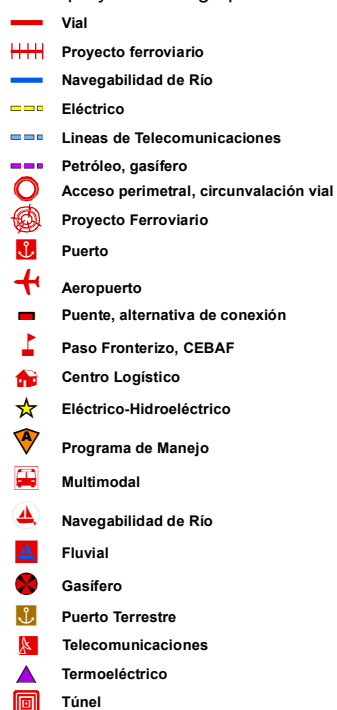 Vial
Proyecto ferroviario
Navegabilidad de Río
Eléctrico
Lineas de Telecomunicaciones
Petróleo, gasífero
Acceso perimetral, circunvalación vial
Proyecto Ferroviario
Puerto
Aeropuerto
Puente, alternativa de conexión
Paso Fronterizo, CEBAF
Centro Logístico
Eléctrico-Hidroeléctrico
A
Programa de Manejo
Multimodal
Navegabilidad de Río
Fluvial
Gasífero
Puerto Terrestre
Telecomunicaciones
Termoeléctrico
Túnel